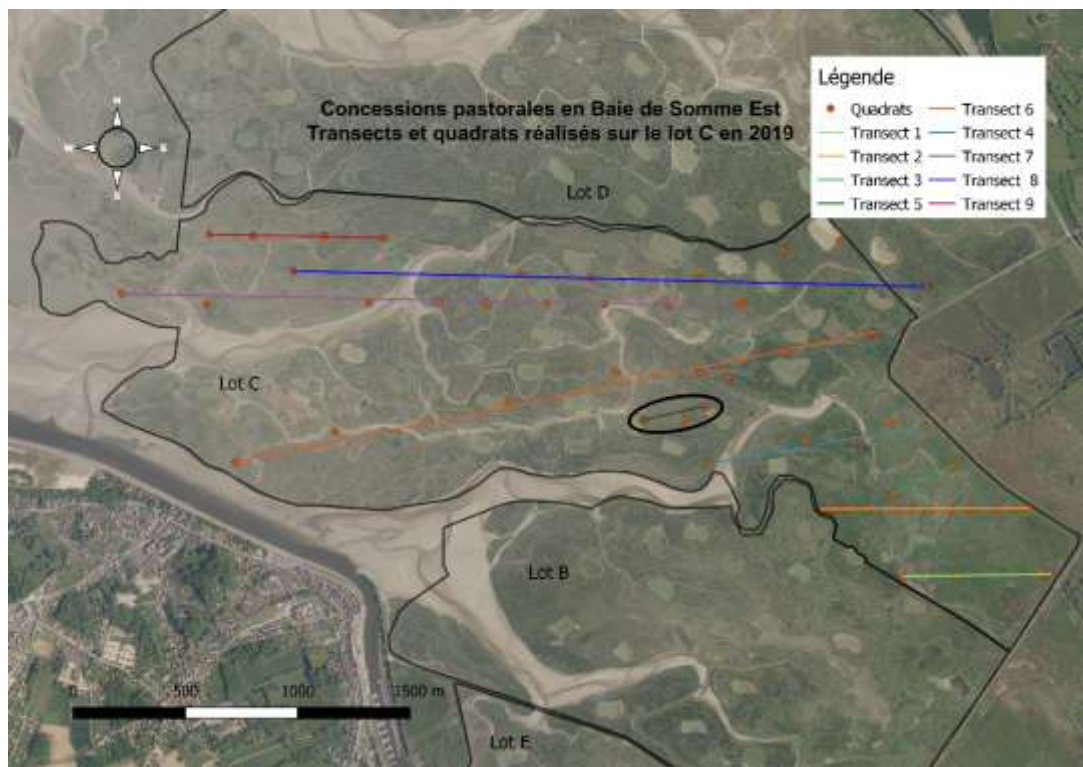 Concessions pastorales en Baie de Somme Est
Transects et quadrats réalisés sur le lot C en 2019
Légende
Quadrats
Transect 1
Transect 2
Transect 3
Transect 5
Transect 6
Transect 4
Transect 7
Transect 8
Transect 9
Lot D
Lot C
Lot B
Lot E
0 500 1000 1500 m